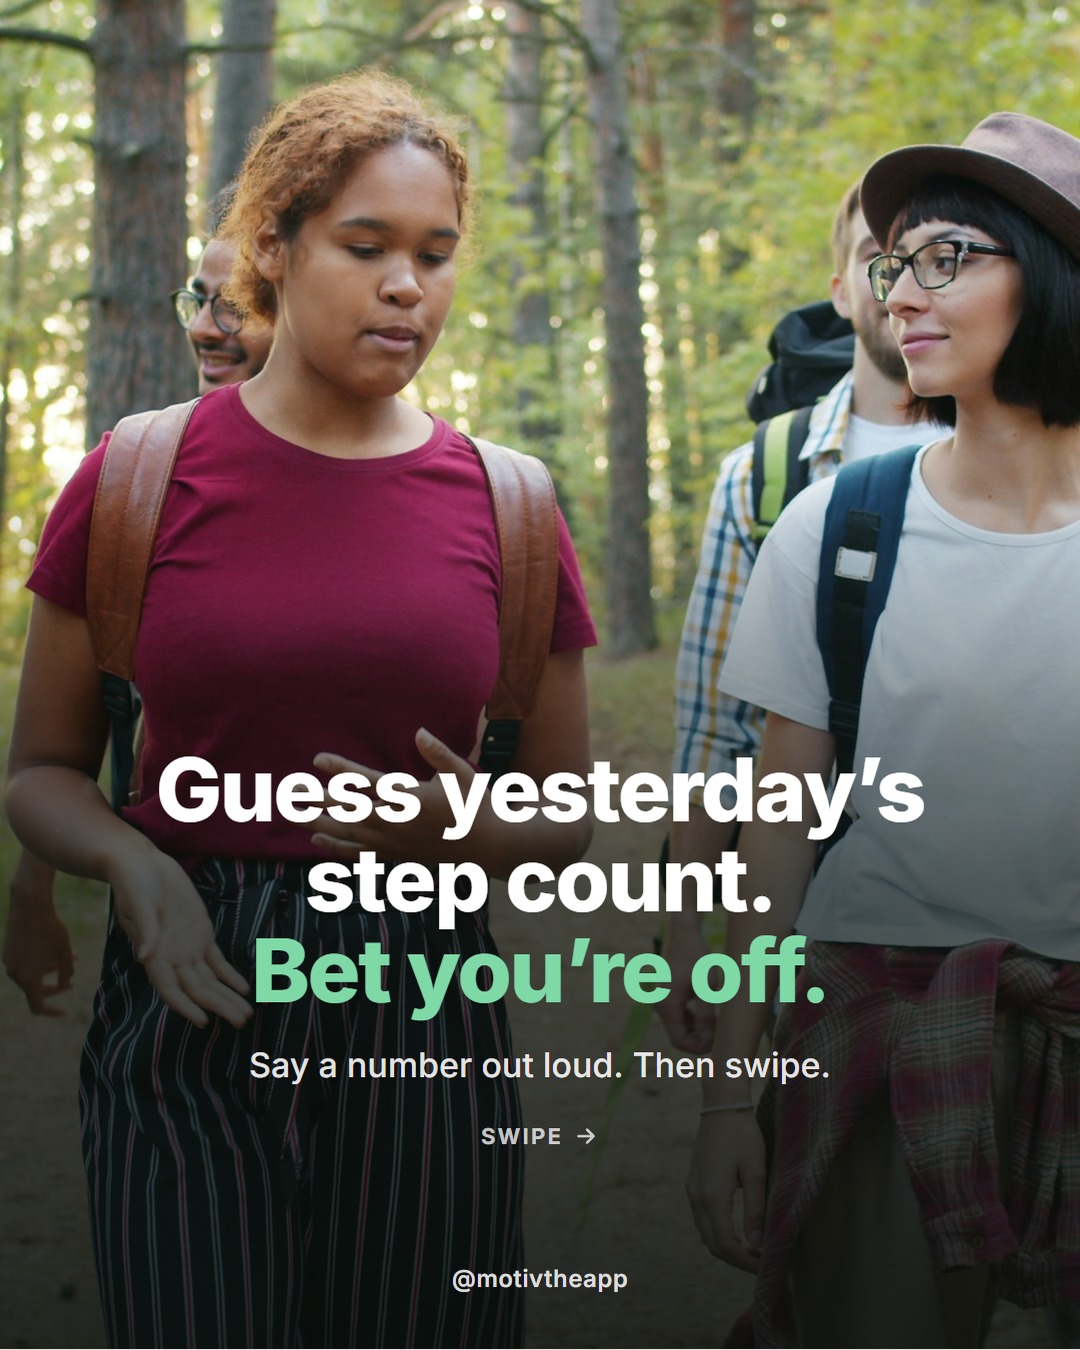 Guess yesterday’s
step count.
Bet you’re off.
Say a number out loud. Then swipe.
SWIPE →
@motivtheapp